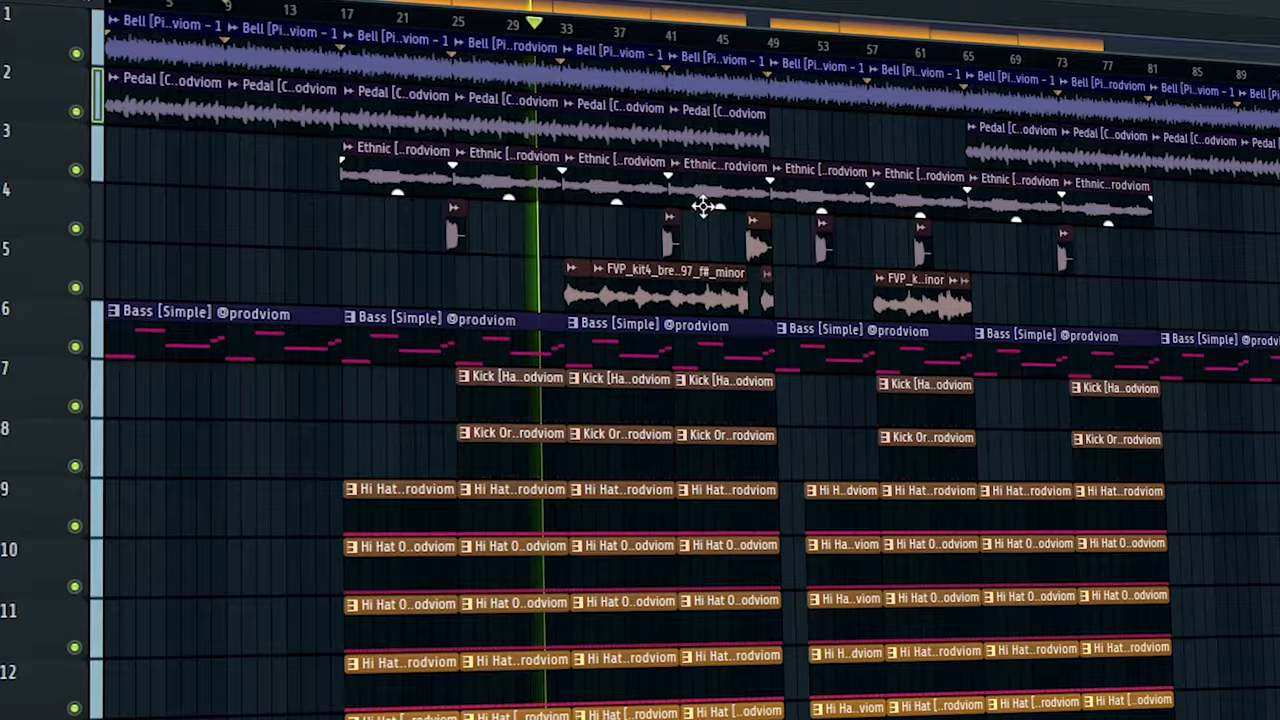 5 9 13 17 21 25 29 33 37 41 45 49 53 57 61 65 69 73 77 81 85 89
1
Bell [Pi..viom - 1 Bell [Pi..viom - 1 Bell [Pi..viom - 1 Bell [Pi..rodviom Bell [Pi..viom - 1 Bell [Pi..viom - 1 Bell [Pi..viom - 1 Bell [Pi..viom - 1 Bell [Pi..viom - 1 Bell [Pi..rodviom Bell [Pi..viom - 1
2
Pedal [C..odviom Pedal [C..odviom Pedal [C..odviom Pedal [C..odviom Pedal [C..odviom Pedal [C..odviom Pedal [C..odviom Pedal [C..odviom Pedal [C..odviom Pedal [C..odviom
3
Ethnic [..rodviom Ethnic [..rodviom Ethnic [..rodviom Ethnic..rodviom Ethnic [..rodviom Ethnic [..rodviom Ethnic [..rodviom Ethnic..rodviom
4
5
FVP_kit4_bre..97_f#_minor FVP_k..inor
6
Bass [Simple] @prodviom Bass [Simple] @prodviom Bass [Simple] @prodviom Bass [Simple] @prodviom Bass [Simple] @prodviom Bass [Simple] @prodvi
7
Kick [Ha..odviom Kick [Ha..odviom Kick [Ha..odviom Kick [Ha..odviom Kick [Ha..odviom
8
Kick Or..rodviom Kick Or..rodviom Kick Or..rodviom Kick Or..rodviom Kick Or..rodviom
9
Hi Hat..rodviom Hi Hat..rodviom Hi Hat..rodviom Hi Hat..rodviom Hi H..dviom Hi Hat..rodviom Hi Hat..rodviom Hi Hat..rodviom
10
Hi Hat O..odviom Hi Hat O..odviom Hi Hat O..odviom Hi Hat O..odviom Hi Ha..viom Hi Hat O..odviom Hi Hat O..odviom Hi Hat O..odviom
11
Hi Hat O..odviom Hi Hat O..odviom Hi Hat O..odviom Hi Hat O..odviom Hi Ha..viom Hi Hat O..odviom Hi Hat O..odviom Hi Hat O..odviom
12
Hi Hat..rodviom Hi Hat..rodviom Hi Hat..rodviom Hi Hat..rodviom Hi H..dviom Hi Hat..rodviom Hi Hat..rodviom Hi Hat..rodviom
Hi Hat [..rodviom Hi Hat [..rodviom Hi Hat [..rodviom Hi Hat [..odviom Hi Ha..viom Hi Hat [..rodviom Hi Hat [..odviom Hi Hat [..odviom